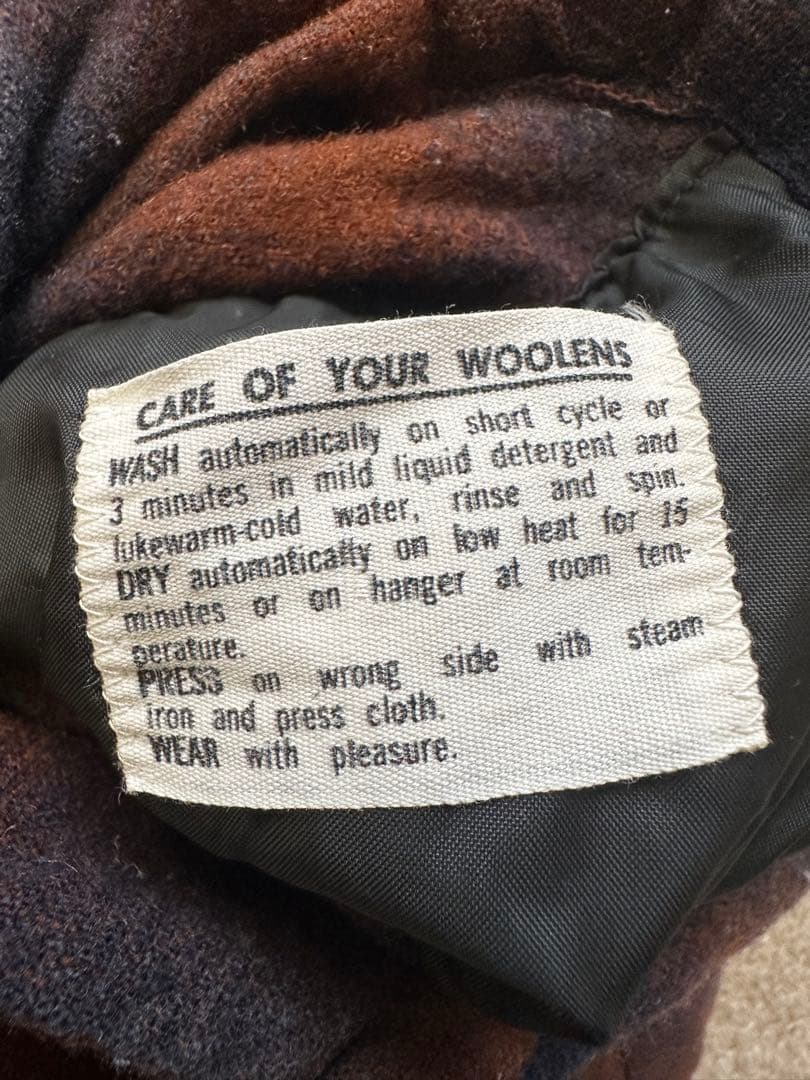 CARE OF YOUR WOOLENS
WASH automatically on short cycle or
3 minutes in mild liquid detergent and
lukewarm-cold water, rinse and spin.
DRY automatically on low heat for 15
minutes or on hanger at room tem-
perature.
PRESS on wrong side with steam
iron and press cloth.
WEAR with pleasure.